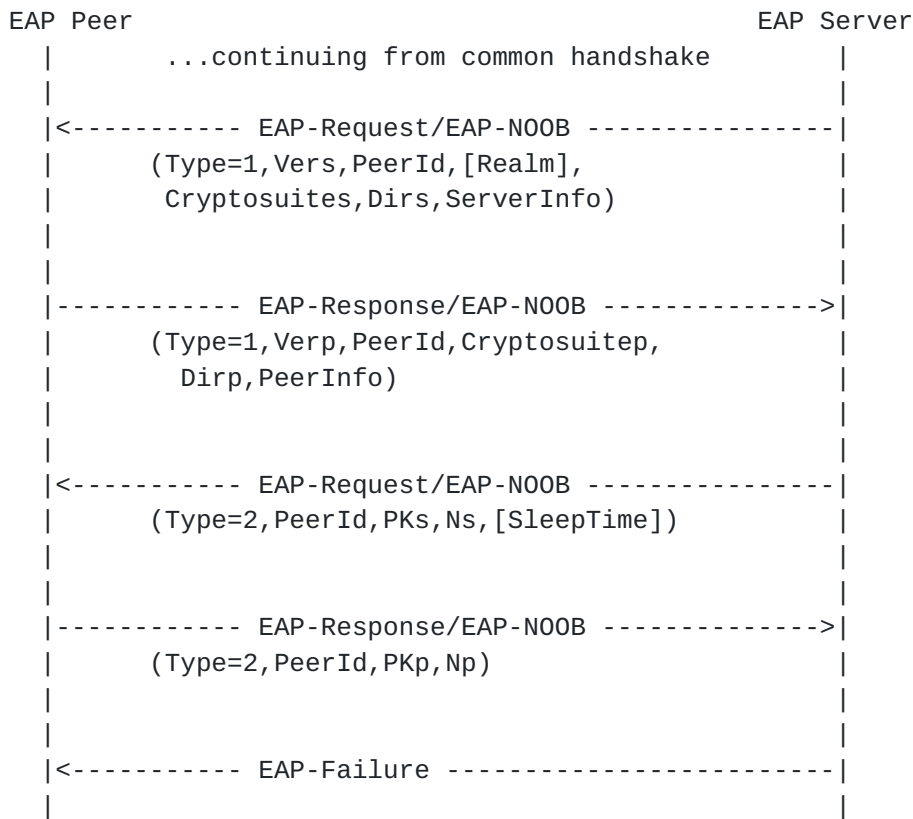 EAP Peer                                        EAP Server
  |       ...continuing from common handshake       |
  |                                                 |
  |<----------- EAP-Request/EAP-NOOB ----------------|
  |      (Type=1,Vers,PeerId,[Realm],               |
  |       Cryptosuites,Dirs,ServerInfo)             |
  |                                                 |
  |                                                 |
  |------------ EAP-Response/EAP-NOOB -------------->|
  |      (Type=1,Verp,PeerId,Cryptosuitep,          |
  |        Dirp,PeerInfo)                           |
  |                                                 |
  |                                                 |
  |<----------- EAP-Request/EAP-NOOB ----------------|
  |      (Type=2,PeerId,PKs,Ns,[SleepTime])         |
  |                                                 |
  |                                                 |
  |------------ EAP-Response/EAP-NOOB -------------->|
  |      (Type=2,PeerId,PKp,Np)                     |
  |                                                 |
  |                                                 |
  |<----------- EAP-Failure -------------------------|
  |                                                 |